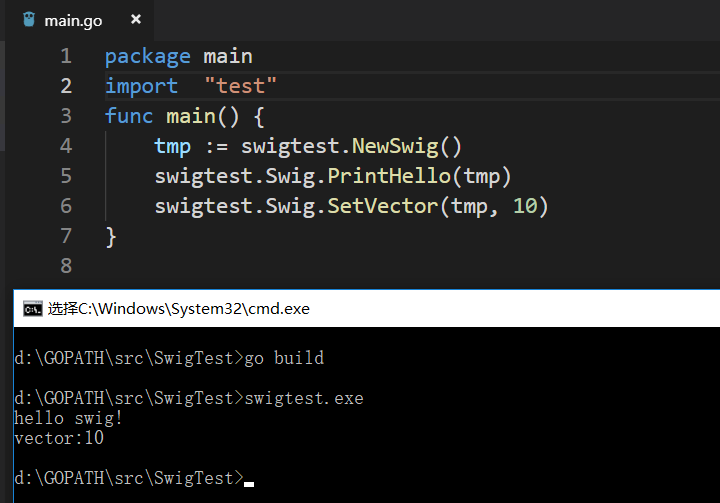 main.go ×
1 package main
2 import  "test"
3 func main() {
4     tmp := swigtest.NewSwig()
5     swigtest.Swig.PrintHello(tmp)
6     swigtest.Swig.SetVector(tmp, 10)
7 }
8
选择C:\Windows\System32\cmd.exe
d:\GOPATH\src\SwigTest>go build
d:\GOPATH\src\SwigTest>swigtest.exe
hello swig!
vector:10
d:\GOPATH\src\SwigTest>